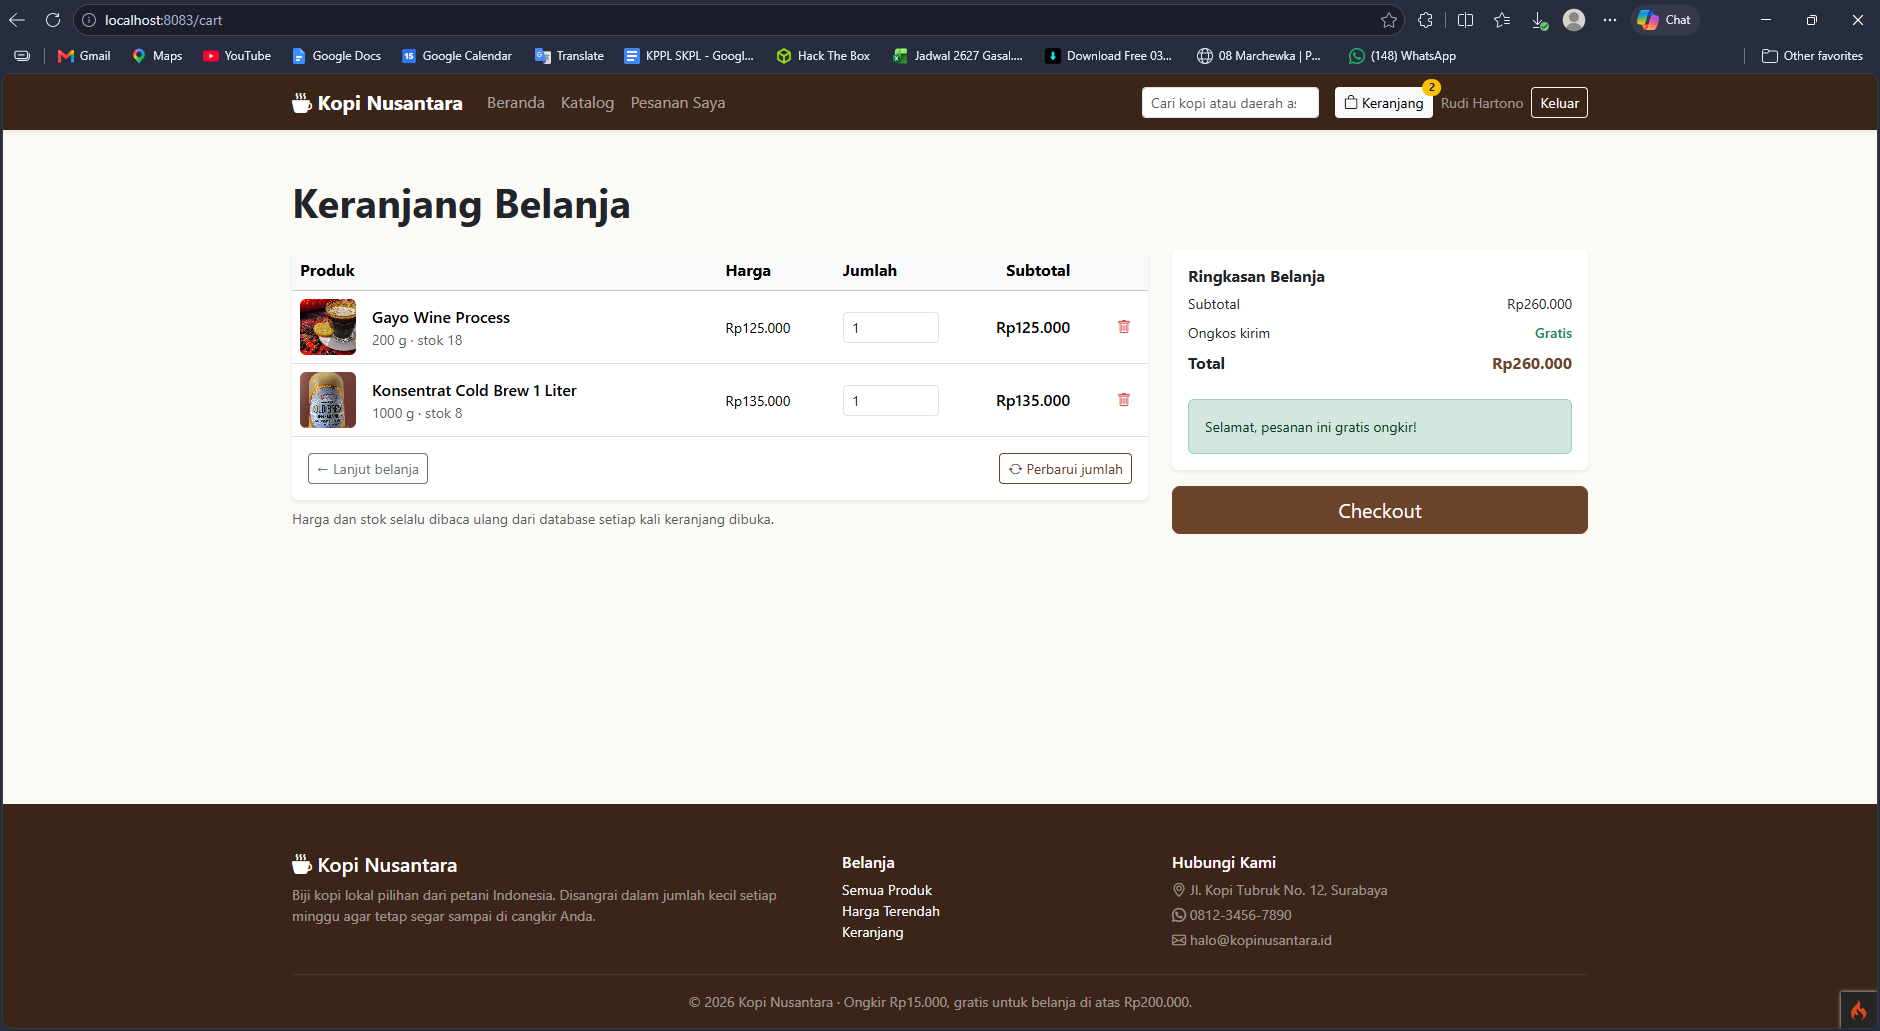 localhost:8083/cart
Chat
Gmail
Maps
YouTube
Google Docs
Google Calendar
Translate
KPPL SKPL - Googl...
Hack The Box
Jadwal 2627 Gasal....
Download Free 03...
08 Marchewka | P...
(148) WhatsApp
Other favorites
Kopi Nusantara
Beranda
Katalog
Pesanan Saya
Cari kopi atau daerah as
Keranjang
2
Rudi Hartono
Keluar
Keranjang Belanja
Produk Harga Jumlah Subtotal
Gayo Wine Process
200 g · stok 18
Rp125.000 1 Rp125.000
Konsentrat Cold Brew 1 Liter
1000 g · stok 8
Rp135.000 1 Rp135.000
← Lanjut belanja
Perbarui jumlah
Harga dan stok selalu dibaca ulang dari database setiap kali keranjang dibuka.
Ringkasan Belanja
Subtotal Rp260.000
Ongkos kirim Gratis
Total Rp260.000
Selamat, pesanan ini gratis ongkir!
Checkout
Kopi Nusantara
Biji kopi lokal pilihan dari petani Indonesia. Disangrai dalam jumlah kecil setiap
minggu agar tetap segar sampai di cangkir Anda.
Belanja
Semua Produk
Harga Terendah
Keranjang
Hubungi Kami
Jl. Kopi Tubruk No. 12, Surabaya
0812-3456-7890
halo@kopinusantara.id
© 2026 Kopi Nusantara · Ongkir Rp15.000, gratis untuk belanja di atas Rp200.000.